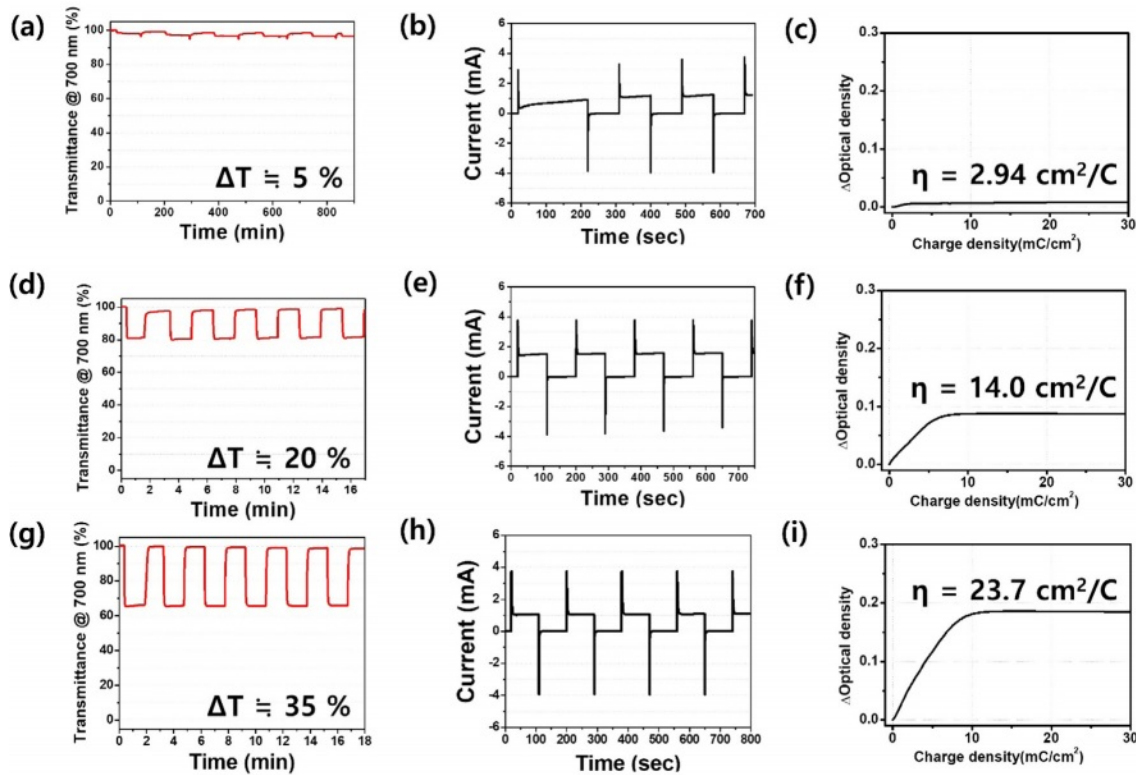 (a)
Transmittance @ 700 nm (%)
100
80
60
40
20
0
ΔT ≒ 5 %
0 200 400 600 800
Time (min)
(b)
Current (mA)
6
4
2
0
-2
-4
-6
0 100 200 300 400 500 600 700
Time (sec)
(c)
ΔOptical density
0.3
0.2
0.1
0.0
η = 2.94 cm²/C
0 10 20 30
Charge density(mC/cm²)
(d)
Transmittance @ 700 nm (%)
100
80
60
40
20
0
ΔT ≒ 20 %
0 2 4 6 8 10 12 14 16
Time (min)
(e)
Current (mA)
6
4
2
0
-2
-4
-6
0 100 200 300 400 500 600 700
Time (sec)
(f)
ΔOptical density
0.3
0.2
0.1
0.0
η = 14.0 cm²/C
0 10 20 30
Charge density(mC/cm²)
(g)
Transmittance @ 700 nm (%)
100
80
60
40
20
0
ΔT ≒ 35 %
0 2 4 6 8 10 12 14 16 18
Time (min)
(h)
Current (mA)
6
4
2
0
-2
-4
-6
0 100 200 300 400 500 600 700 800
Time (sec)
(i)
ΔOptical density
0.3
0.2
0.1
0.0
η = 23.7 cm²/C
0 10 20 30
Charge density(mC/cm²)